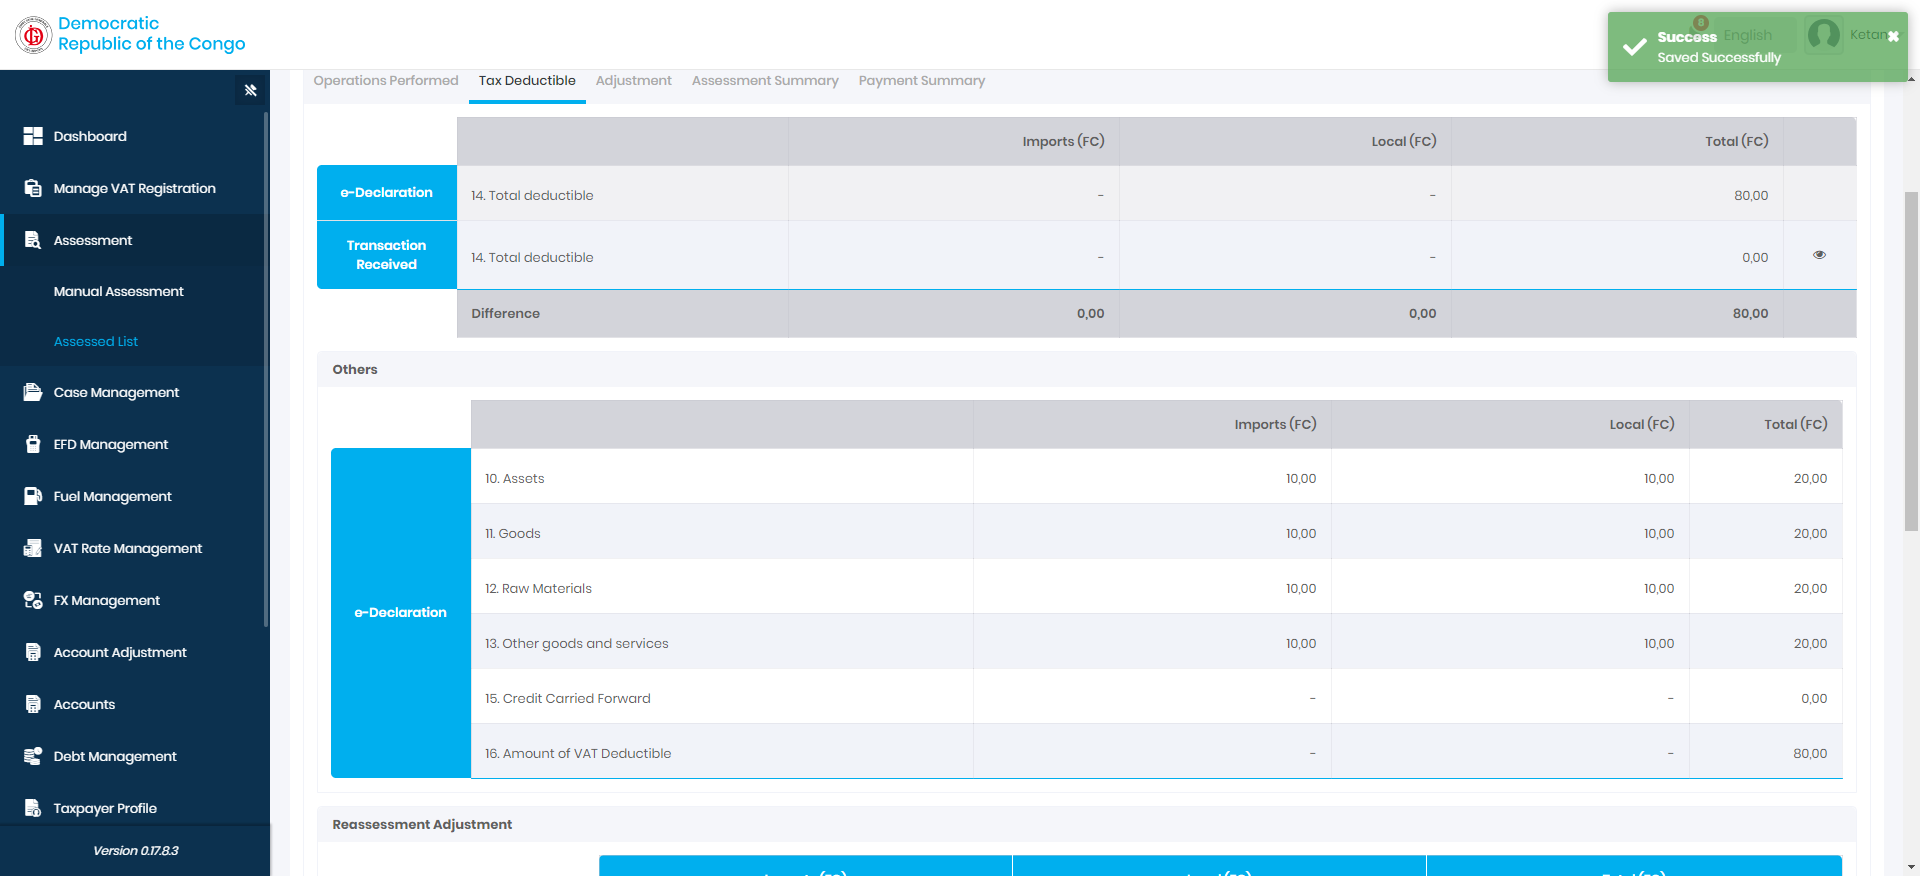 Democratic
Republic of the Congo
8
English
Ketan
Success
Saved Successfully
Dashboard
Manage VAT Registration
Assessment
Manual Assessment
Assessed List
Case Management
EFD Management
Fuel Management
VAT Rate Management
FX Management
Account Adjustment
Accounts
Debt Management
Taxpayer Profile
Version 0.17.8.3
Operations Performed Tax Deductible Adjustment Assessment Summary Payment Summary
Imports (FC) Local (FC) Total (FC)
e-Declaration 14. Total deductible - - 80,00
Transaction
Received
14. Total deductible - - 0,00
Difference 0,00 0,00 80,00
Others
Imports (FC) Local (FC) Total (FC)
e-Declaration
10. Assets 10,00 10,00 20,00
11. Goods 10,00 10,00 20,00
12. Raw Materials 10,00 10,00 20,00
13. Other goods and services 10,00 10,00 20,00
15. Credit Carried Forward - - 0,00
16. Amount of VAT Deductible - - 80,00
Reassessment Adjustment